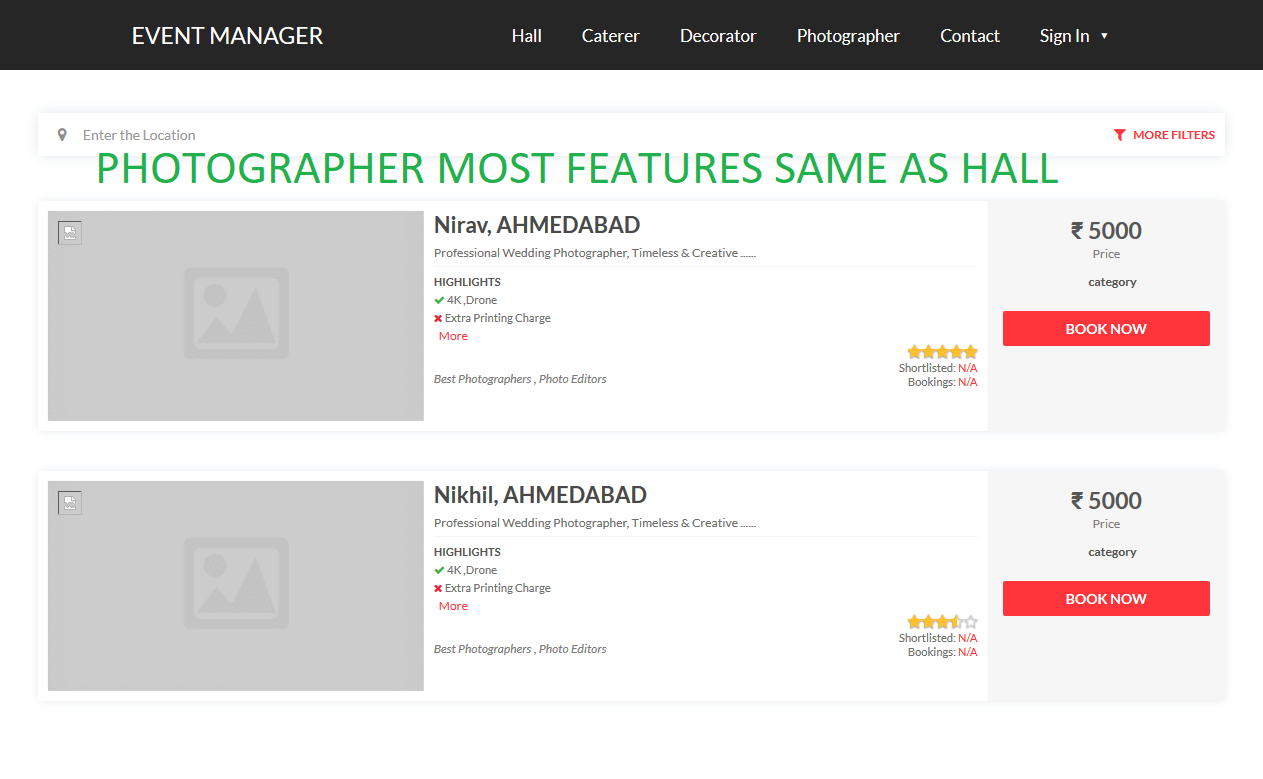 EVENT MANAGER Hall Caterer Decorator Photographer Contact Sign In
Enter the Location MORE FILTERS
PHOTOGRAPHER MOST FEATURES SAME AS HALL
Nirav, AHMEDABAD
Professional Wedding Photographer, Timeless & Creative ......
HIGHLIGHTS
4K ,Drone
Extra Printing Charge
More
Best Photographers , Photo Editors
Shortlisted: N/A
Bookings: N/A
₹ 5000
Price
category
BOOK NOW
Nikhil, AHMEDABAD
Professional Wedding Photographer, Timeless & Creative ......
HIGHLIGHTS
4K ,Drone
Extra Printing Charge
More
Best Photographers , Photo Editors
Shortlisted: N/A
Bookings: N/A
₹ 5000
Price
category
BOOK NOW